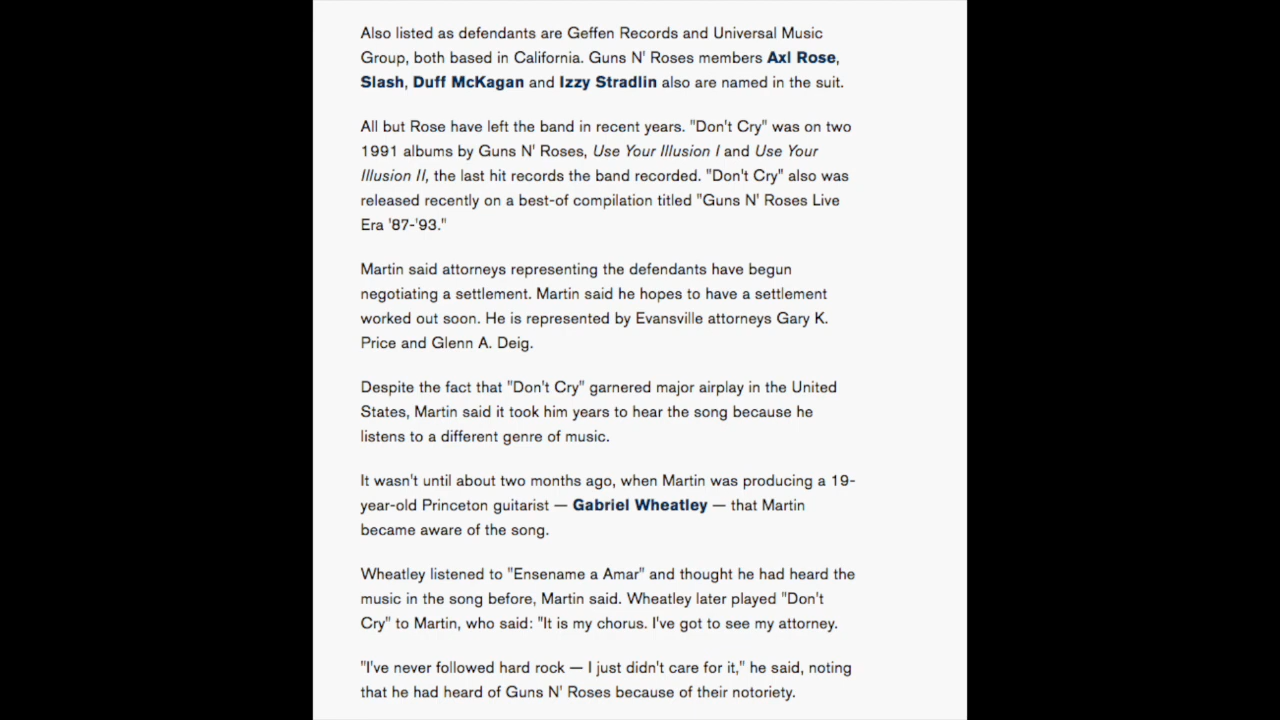 Also listed as defendants are Geffen Records and Universal Music
Group, both based in California. Guns N' Roses members Axl Rose,
Slash, Duff McKagan and Izzy Stradlin also are named in the suit.
All but Rose have left the band in recent years. "Don't Cry" was on two
1991 albums by Guns N' Roses, Use Your Illusion I and Use Your
Illusion II, the last hit records the band recorded. "Don't Cry" also was
released recently on a best-of compilation titled "Guns N' Roses Live
Era '87-'93."
Martin said attorneys representing the defendants have begun
negotiating a settlement. Martin said he hopes to have a settlement
worked out soon. He is represented by Evansville attorneys Gary K.
Price and Glenn A. Deig.
Despite the fact that "Don't Cry" garnered major airplay in the United
States, Martin said it took him years to hear the song because he
listens to a different genre of music.
It wasn't until about two months ago, when Martin was producing a 19-
year-old Princeton guitarist — Gabriel Wheatley — that Martin
became aware of the song.
Wheatley listened to "Ensename a Amar" and thought he had heard the
music in the song before, Martin said. Wheatley later played "Don't
Cry" to Martin, who said: "It is my chorus. I've got to see my attorney.
"I've never followed hard rock — I just didn't care for it," he said, noting
that he had heard of Guns N' Roses because of their notoriety.